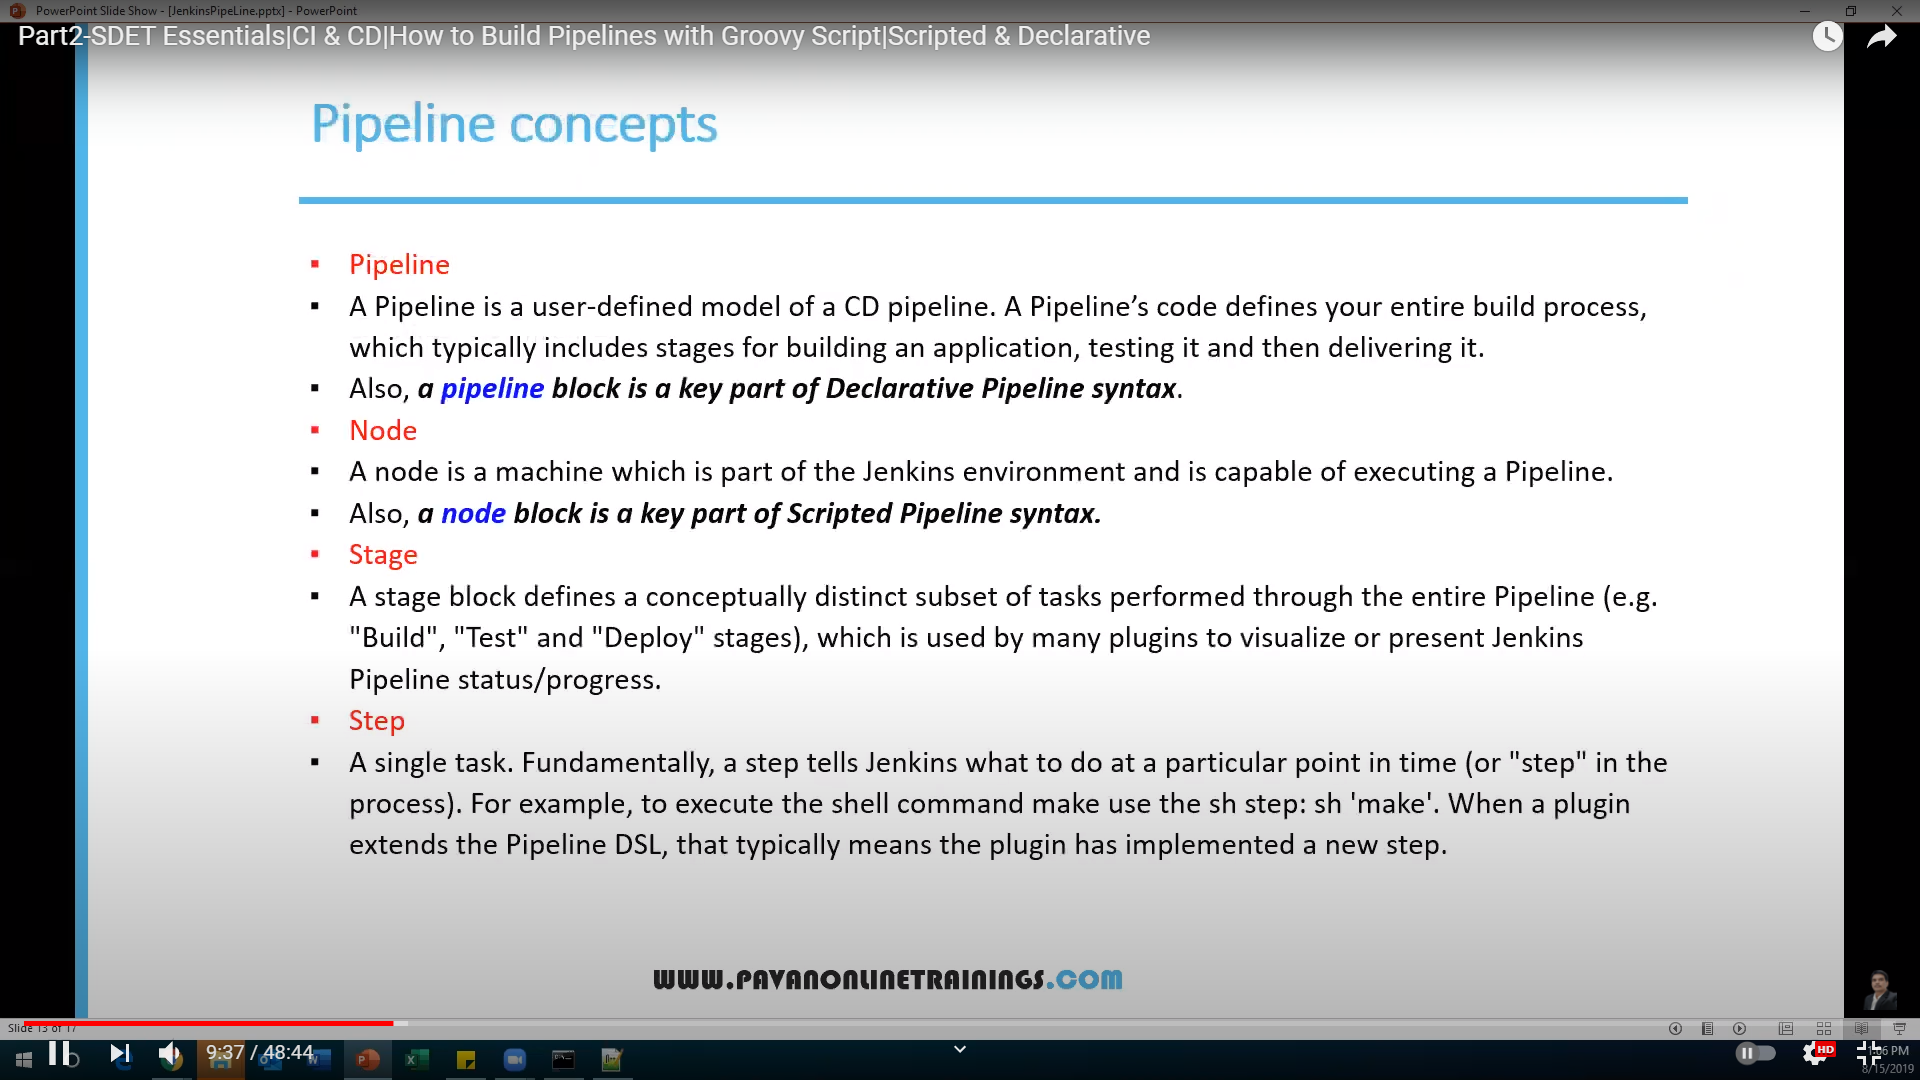 PowerPoint Slide Show - [JenkinsPipeLine.pptx] - PowerPoint
Part2-SDET Essentials|CI & CD|How to Build Pipelines with Groovy Script|Scripted & Declarative
Pipeline concepts
▪ Pipeline
▪ A Pipeline is a user-defined model of a CD pipeline. A Pipeline’s code defines your entire build process,
which typically includes stages for building an application, testing it and then delivering it.
▪ Also, a pipeline block is a key part of Declarative Pipeline syntax.
▪ Node
▪ A node is a machine which is part of the Jenkins environment and is capable of executing a Pipeline.
▪ Also, a node block is a key part of Scripted Pipeline syntax.
▪ Stage
▪ A stage block defines a conceptually distinct subset of tasks performed through the entire Pipeline (e.g.
"Build", "Test" and "Deploy" stages), which is used by many plugins to visualize or present Jenkins
Pipeline status/progress.
▪ Step
▪ A single task. Fundamentally, a step tells Jenkins what to do at a particular point in time (or "step" in the
process). For example, to execute the shell command make use the sh step: sh 'make'. When a plugin
extends the Pipeline DSL, that typically means the plugin has implemented a new step.
WWW.PAVANONLINETRAININGS.COM
Slide 13 of 17
9:37 / 48:44
HD
PM
8/15/2019